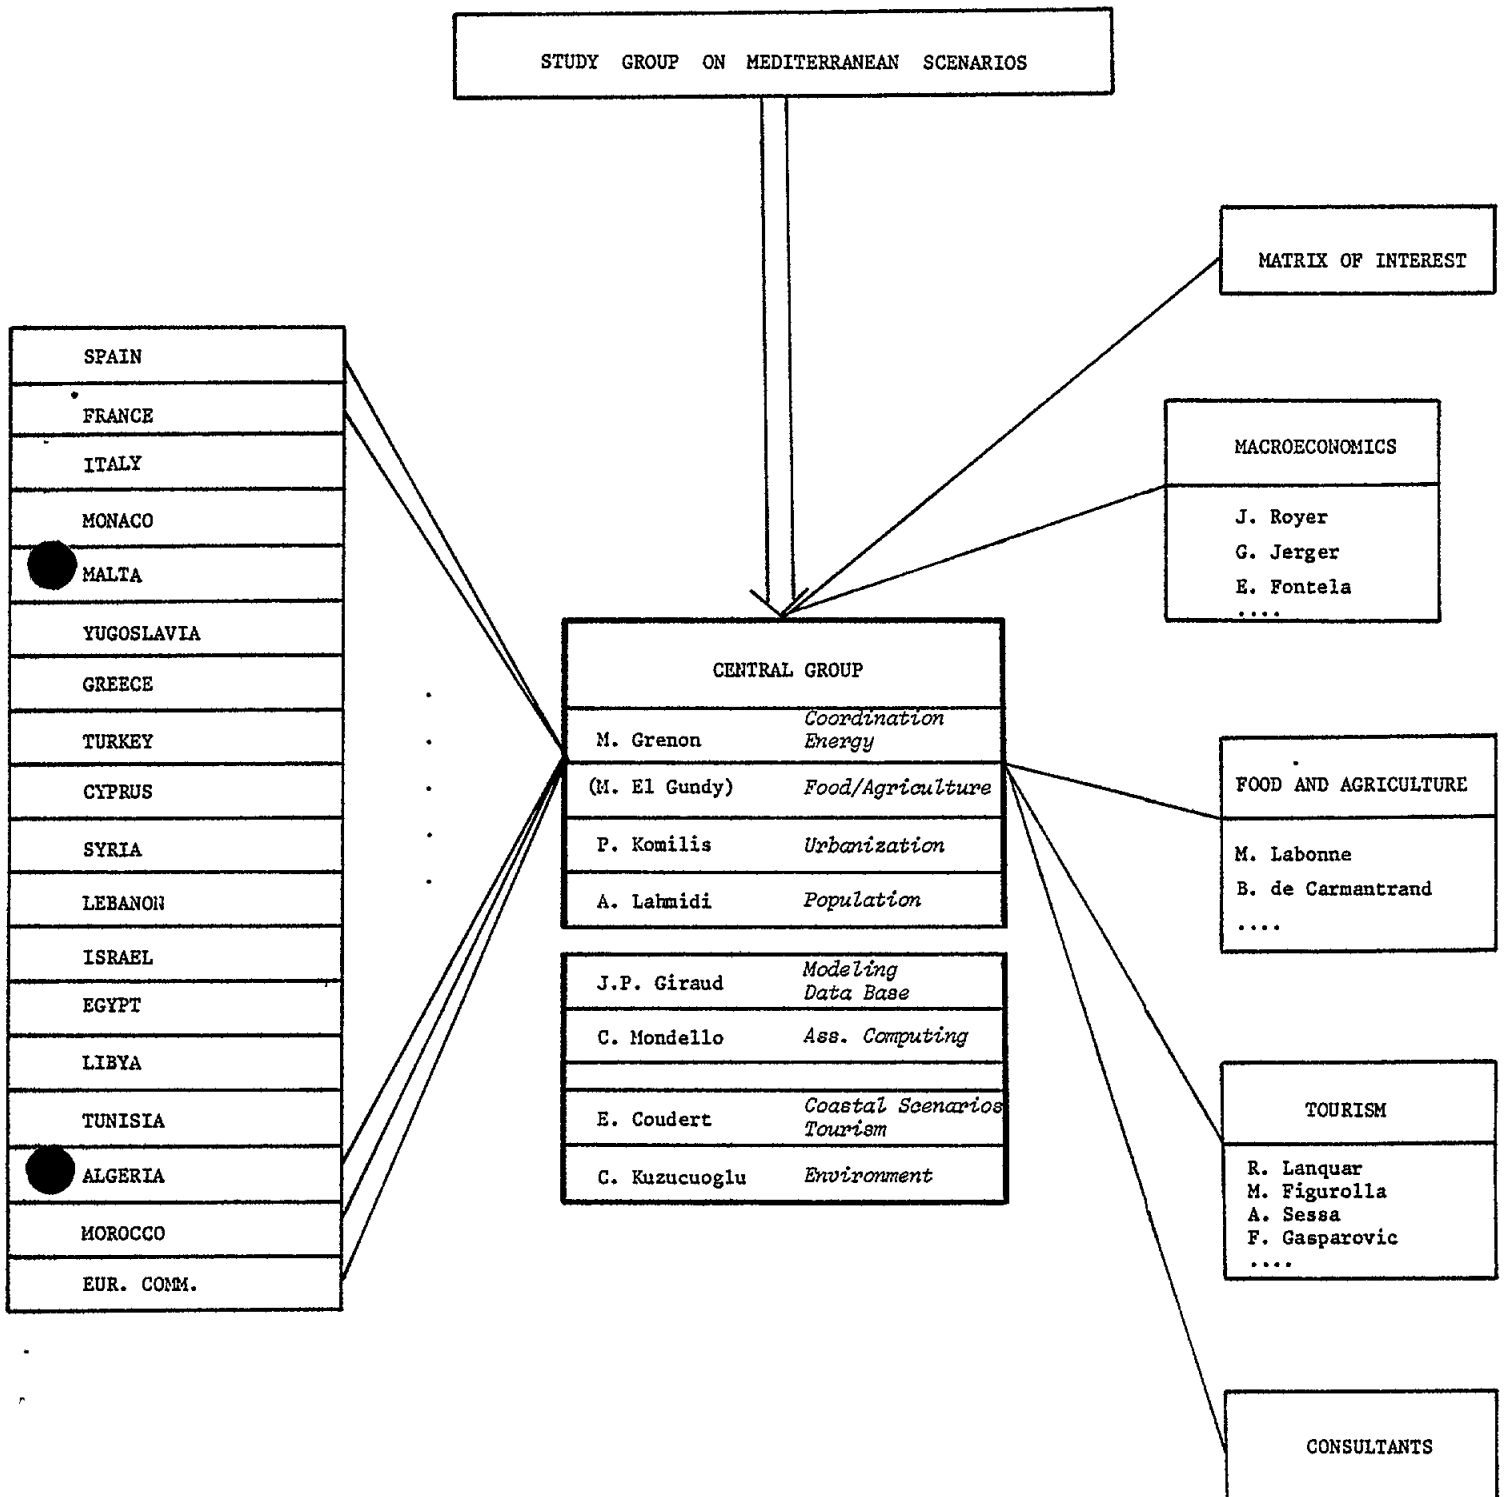 STUDY GROUP ON MEDITERRANEAN SCENARIOS
MATRIX OF INTEREST
SPAIN
FRANCE
ITALY
MONACO
MALTA
YUGOSLAVIA
GREECE
TURKEY
CYPRUS
SYRIA
LEBANON
ISRAEL
EGYPT
LIBYA
TUNISIA
ALGERIA
MOROCCO
EUR. COMM.
CENTRAL GROUP
M. Grenon Coordination
Energy
(M. El Gundy) Food/Agriculture
P. Komilis Urbanization
A. Lahmidi Population
J.P. Giraud Modeling
Data Base
C. Mondello Ass. Computing
E. Coudert Coastal Scenarios
Tourism
C. Kuzucuoglu Environment
MACROECONOMICS
J. Royer
G. Jerger
E. Fontela
....
FOOD AND AGRICULTURE
M. Labonne
B. de Carmantrand
....
TOURISM
R. Lanquar
M. Figurolla
A. Sessa
F. Gasparovic
....
CONSULTANTS